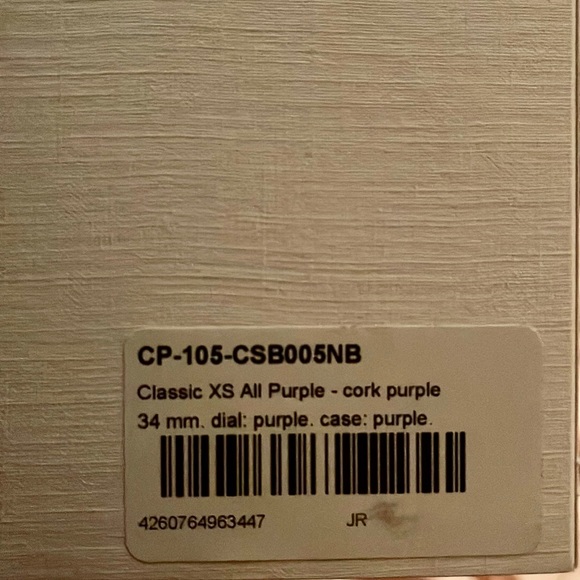 CP-105-CSB005NB
Classic XS All Purple - cork purple
34 mm. dial: purple. case: purple.
4260764963447 JR